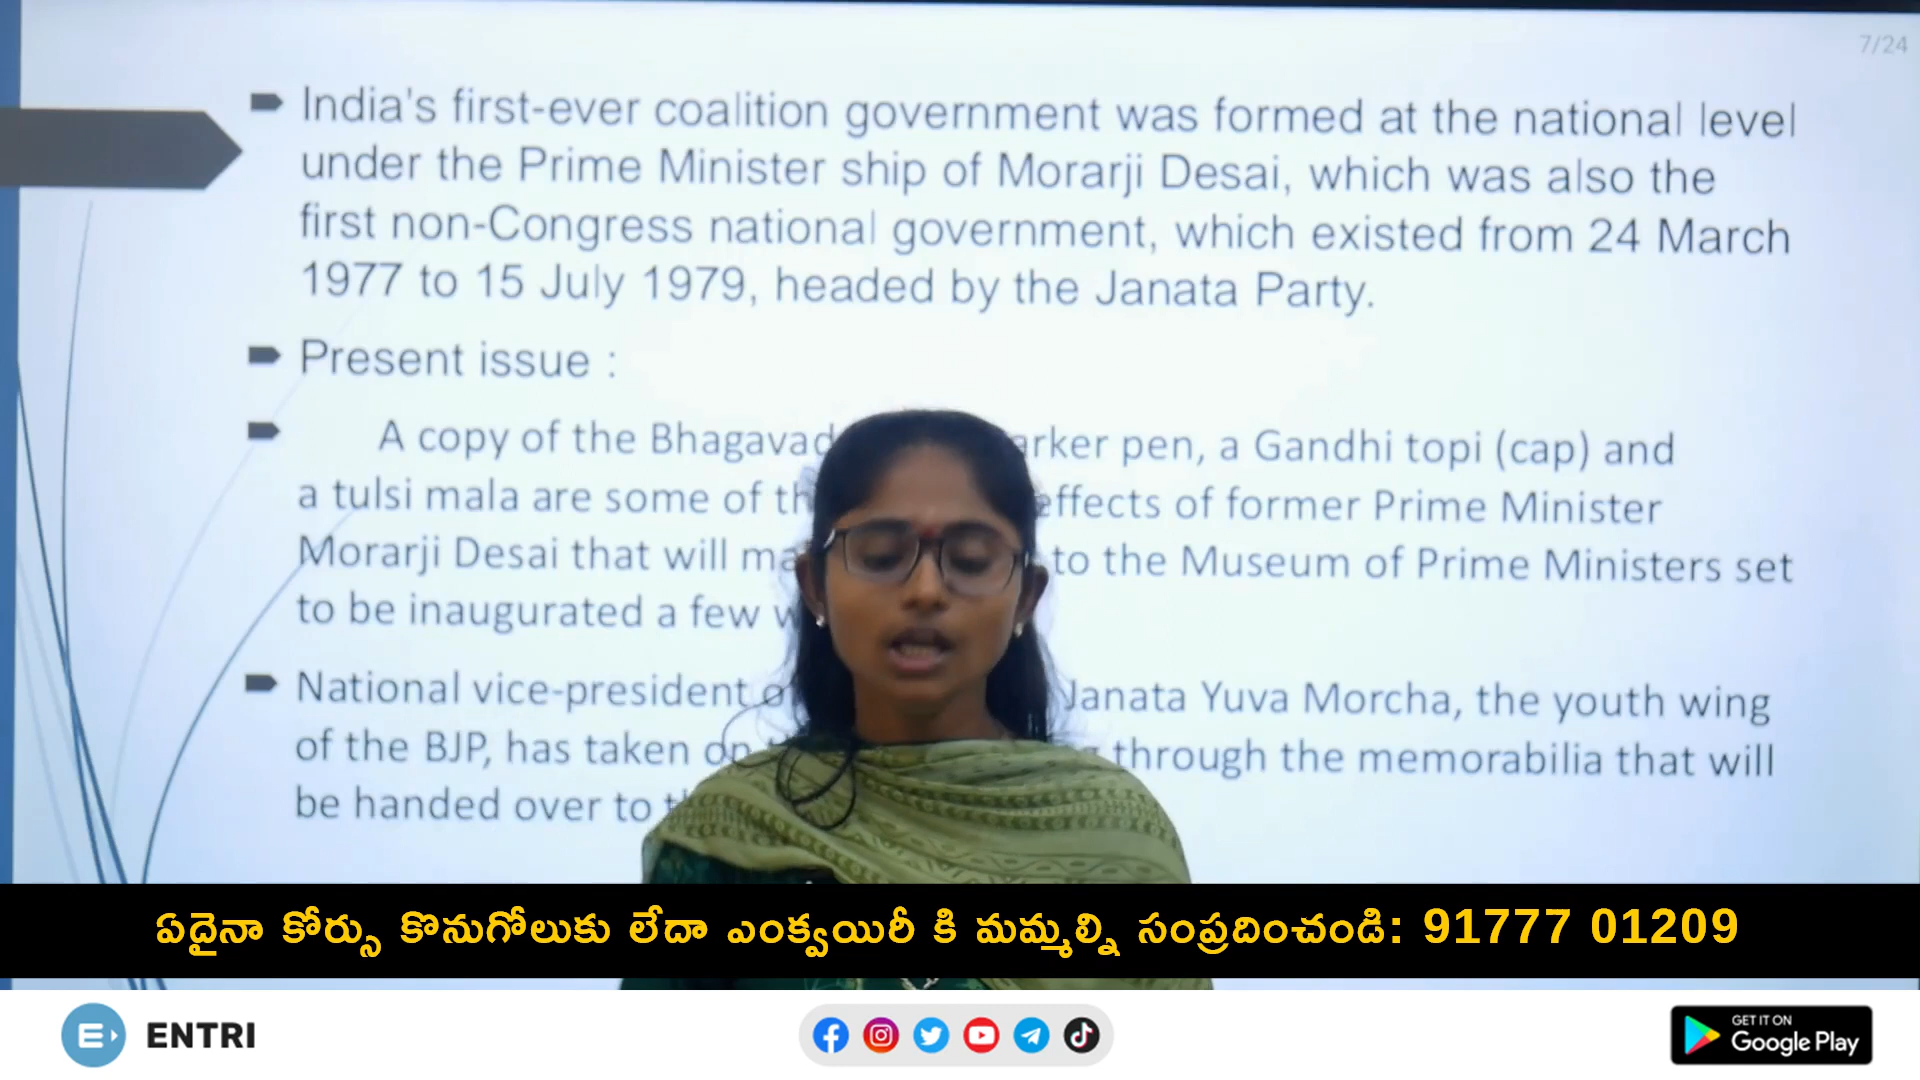 7/24
India's first-ever coalition government was formed at the national level
under the Prime Minister ship of Morarji Desai, which was also the
first non-Congress national government, which existed from 24 March
1977 to 15 July 1979, headed by the Janata Party.
Present issue :
A copy of the pen, a Gandhi topi (cap) and
a tulsi mala are some of effects of former Prime Minister
Morarji Desai that will to the Museum of Prime Ministers set
to be inaugurated a few
National vice-president Janata Yuva Morcha, the youth wing
of the BJP, has taken on through the memorabilia that will
be handed over to
ఏదైనా కోర్సు కొనుగోలుకు లేదా ఎంక్వయిరీ కి మమ్మల్ని సంప్రదించండి: 91777 01209
E ENTRI
GET IT ON
Google Play